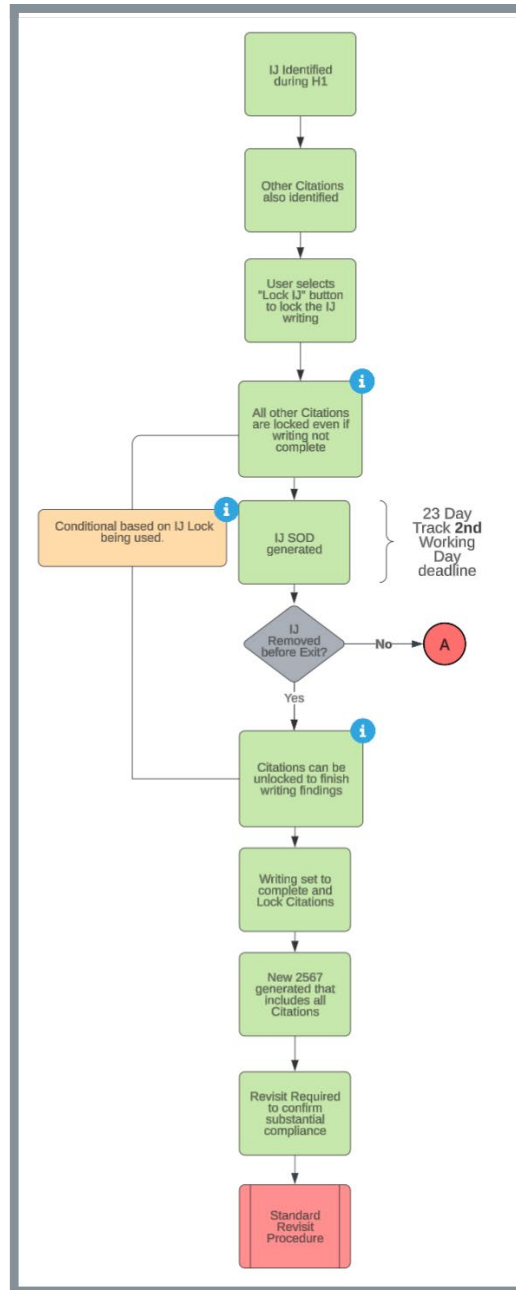 IJ Identified
during H1
Other Citations
also identified
User selects
"Lock IJ" button
to lock the IJ
writing
i
All other Citations
are locked even if
writing not
complete
i
Conditional based on IJ Lock
being used.
IJ SOD
generated
23 Day
Track 2nd
Working
Day
deadline
IJ
Removed
before Exit?
No
A
Yes
i
Citations can be
unlocked to finish
writing findings
Writing set to
complete and
Lock Citations
New 2567
generated that
includes all
Citations
Revisit Required
to confirm
substantial
compliance
Standard
Revisit
Procedure